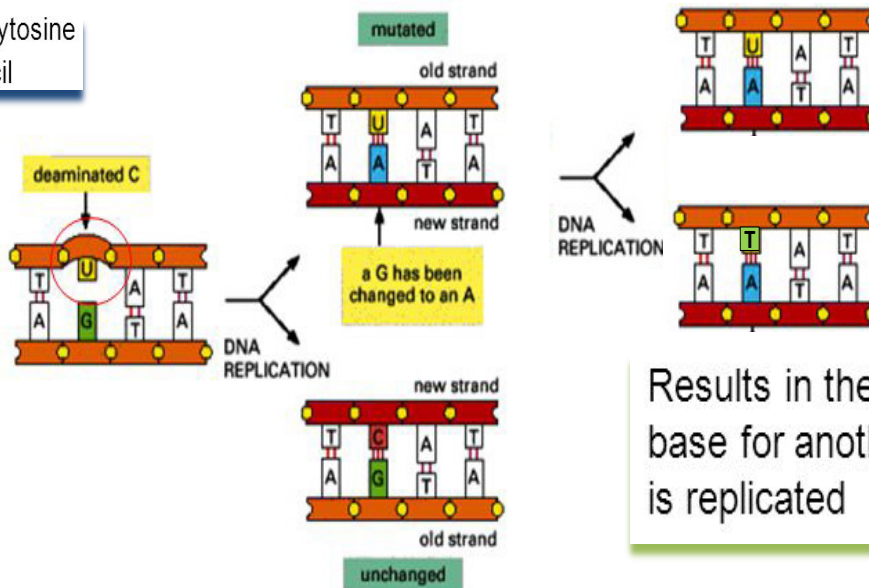 ytosine
cil
deaminated C
U
T
A
T
A
G
T
A
DNA
REPLICATION
mutated
old strand
T
U
A
T
A
A
T
A
new strand
a G has been
changed to an A
new strand
T
C
A
T
A
G
T
A
old strand
unchanged
DNA
REPLICATION
T
U
A
T
A
A
T
A
T
T
A
T
A
A
T
A
Results in the
base for anoth
is replicated